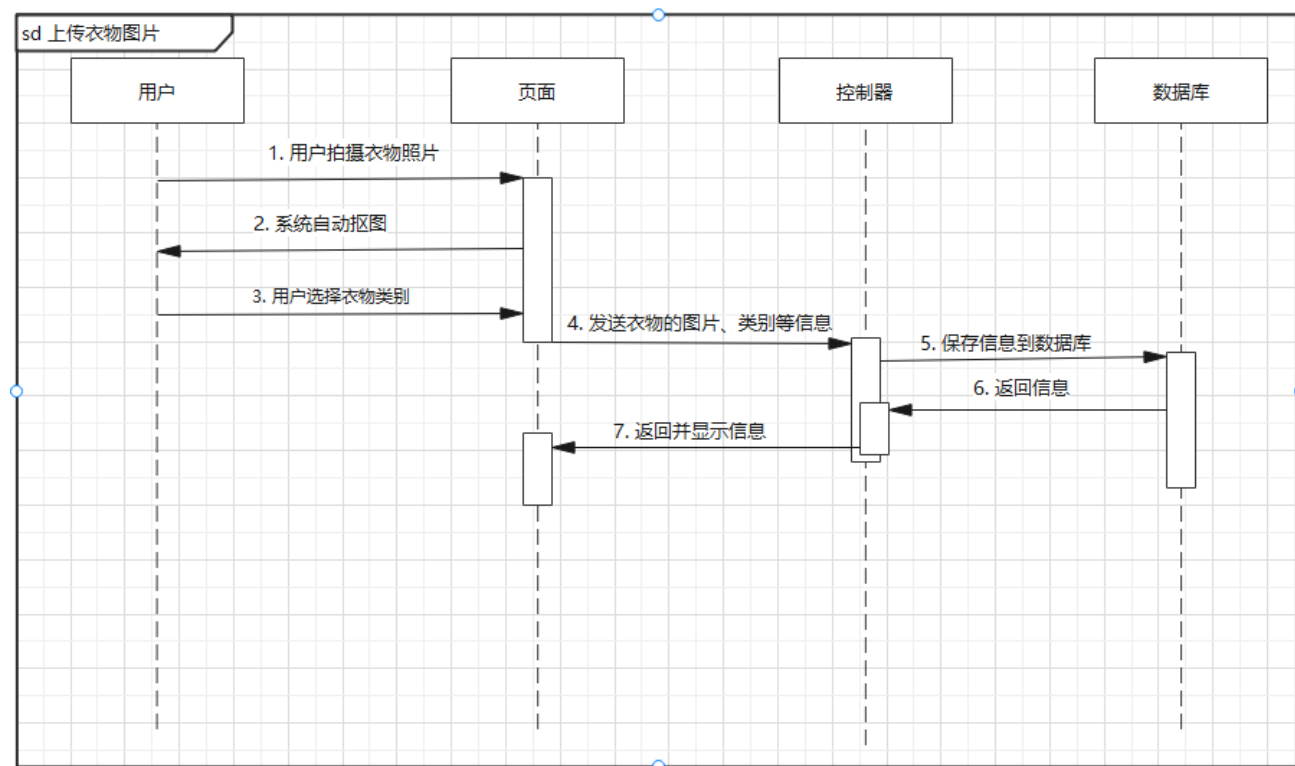 sd 上传衣物图片
用户
页面
控制器
数据库
1. 用户拍摄衣物照片
2. 系统自动抠图
3. 用户选择衣物类别
4. 发送衣物的图片、类别等信息
5. 保存信息到数据库
6. 返回信息
7. 返回并显示信息